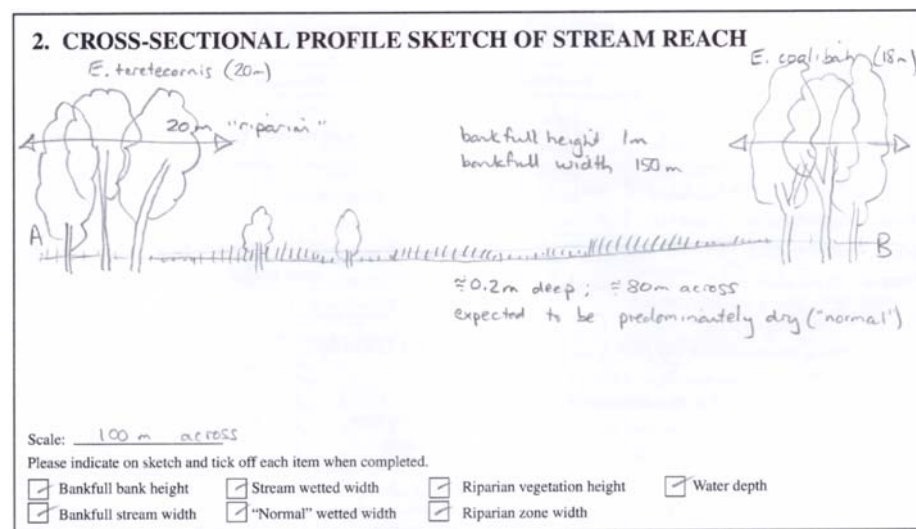 2. CROSS-SECTIONAL PROFILE SKETCH OF STREAM REACH
E. teretecornis (20m)
E. coolibah (18m)
20m "riparian"
bankfull height 1m
bankfull width 150m
A
B
≈0.2m deep; ≈80m across
expected to be predominately dry ("normal")
Scale: 100 m across
Please indicate on sketch and tick off each item when completed.
Bankfull bank height Stream wetted width Riparian vegetation height Water depth
Bankfull stream width "Normal" wetted width Riparian zone width